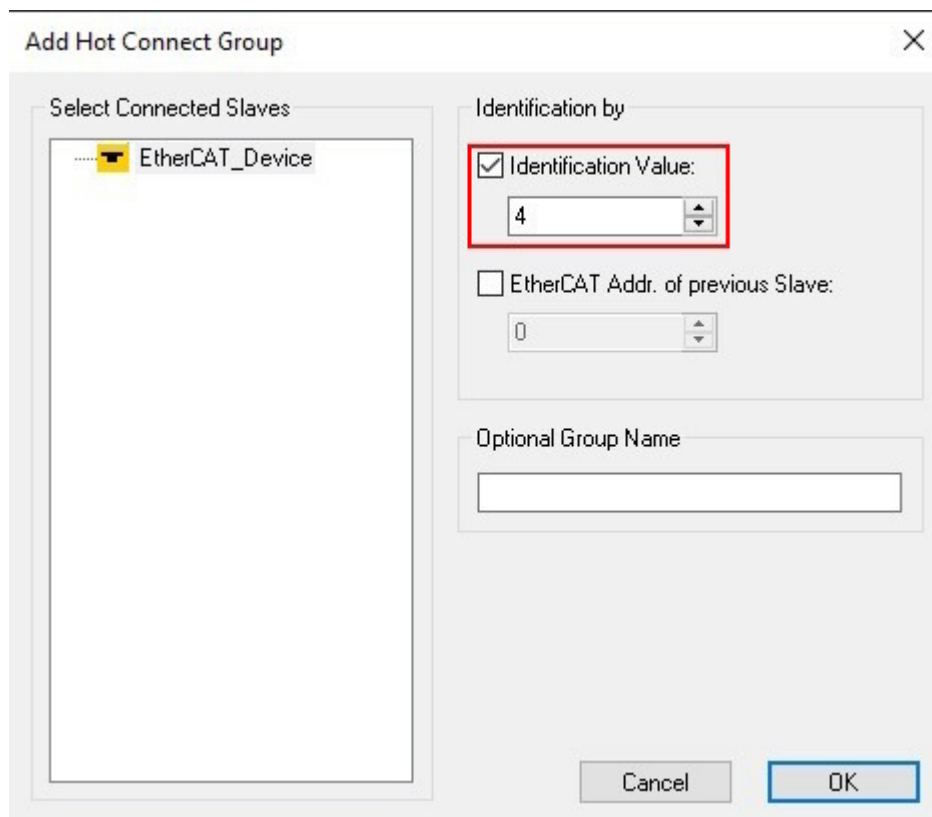 Add Hot Connect Group
Select Connected Slaves
EtherCAT_Device
Identification by
Identification Value:
4
EtherCAT Addr. of previous Slave:
0
Optional Group Name
Cancel
OK